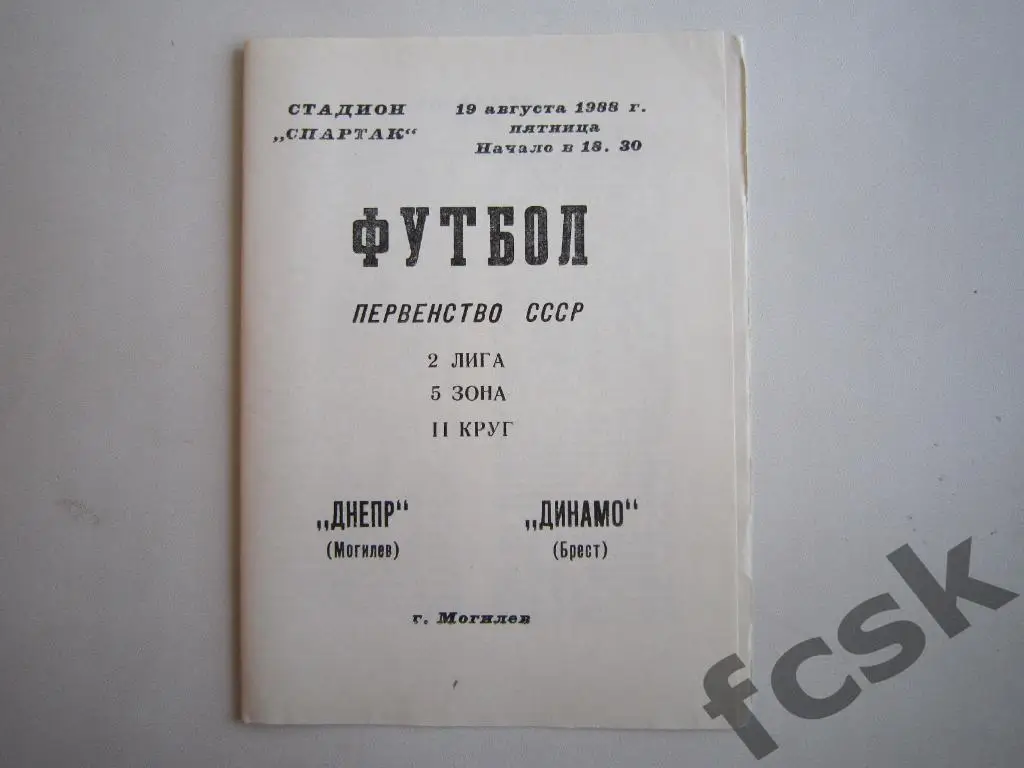 СТАДИОН
„СПАРТАК“
19 августа 1988 г.
пятница
Начало в 18. 30
ФУТБОЛ
ПЕРВЕНСТВО СССР
2 ЛИГА
5 ЗОНА
II КРУГ
„ДНЕПР“
(Могилев)
„ДИНАМО“
(Брест)
г. Могилев
fcsk